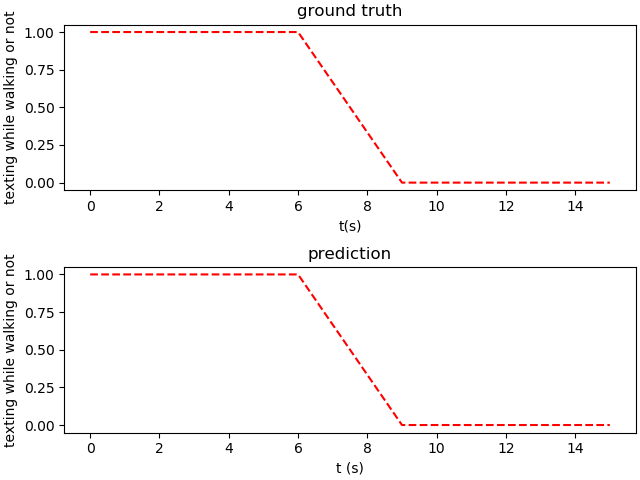 ground truth
texting while walking or not
1.00
0.75
0.50
0.25
0.00
0 2 4 6 8 10 12 14
t(s)
prediction
texting while walking or not
1.00
0.75
0.50
0.25
0.00
0 2 4 6 8 10 12 14
t (s)